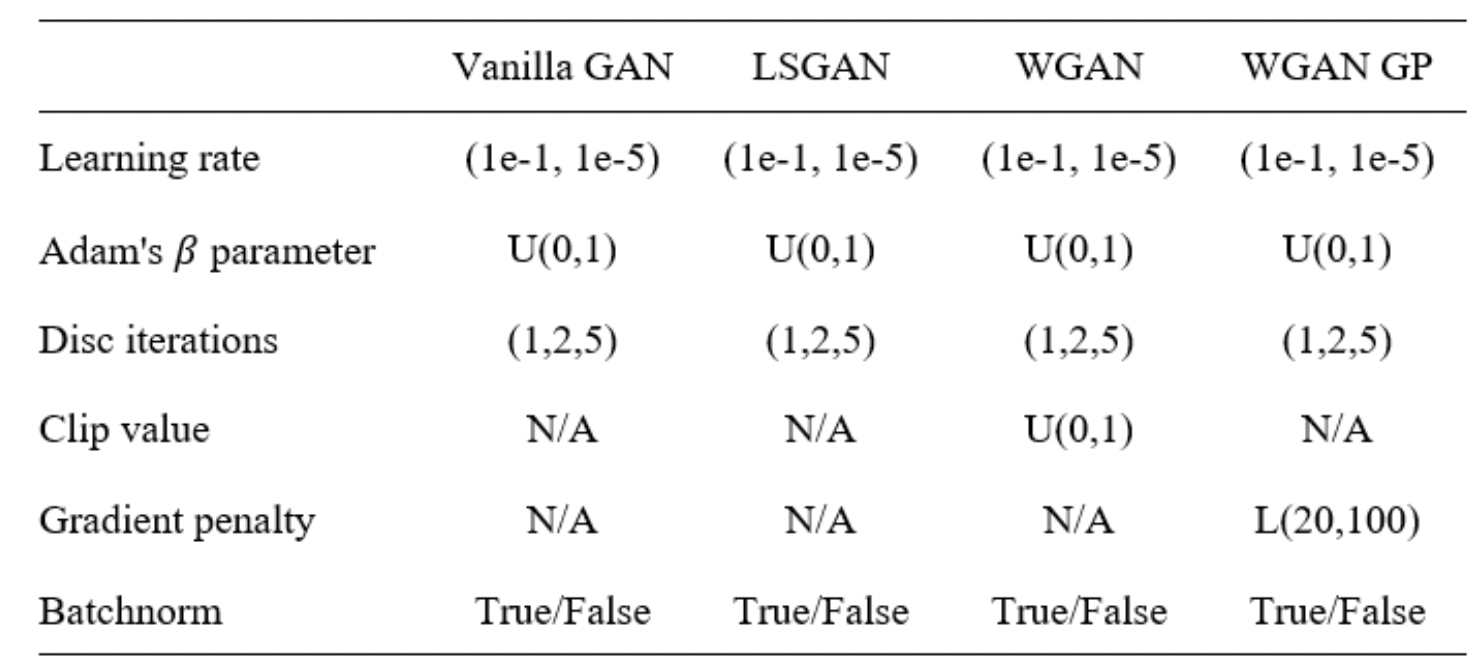 Vanilla GAN LSGAN WGAN WGAN GP
Learning rate (1e-1, 1e-5) (1e-1, 1e-5) (1e-1, 1e-5) (1e-1, 1e-5)
Adam's β parameter U(0,1) U(0,1) U(0,1) U(0,1)
Disc iterations (1,2,5) (1,2,5) (1,2,5) (1,2,5)
Clip value N/A N/A U(0,1) N/A
Gradient penalty N/A N/A N/A L(20,100)
Batchnorm True/False True/False True/False True/False